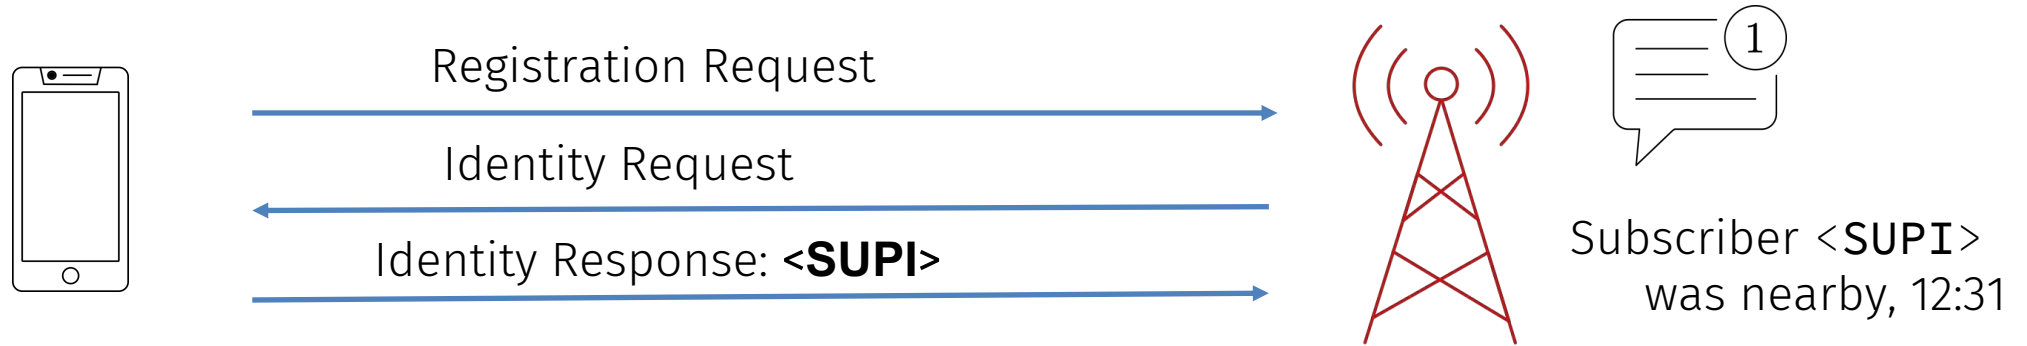 Registration Request
1
Identity Request
Identity Response: <SUPI>
Subscriber <SUPI>
was nearby, 12:31